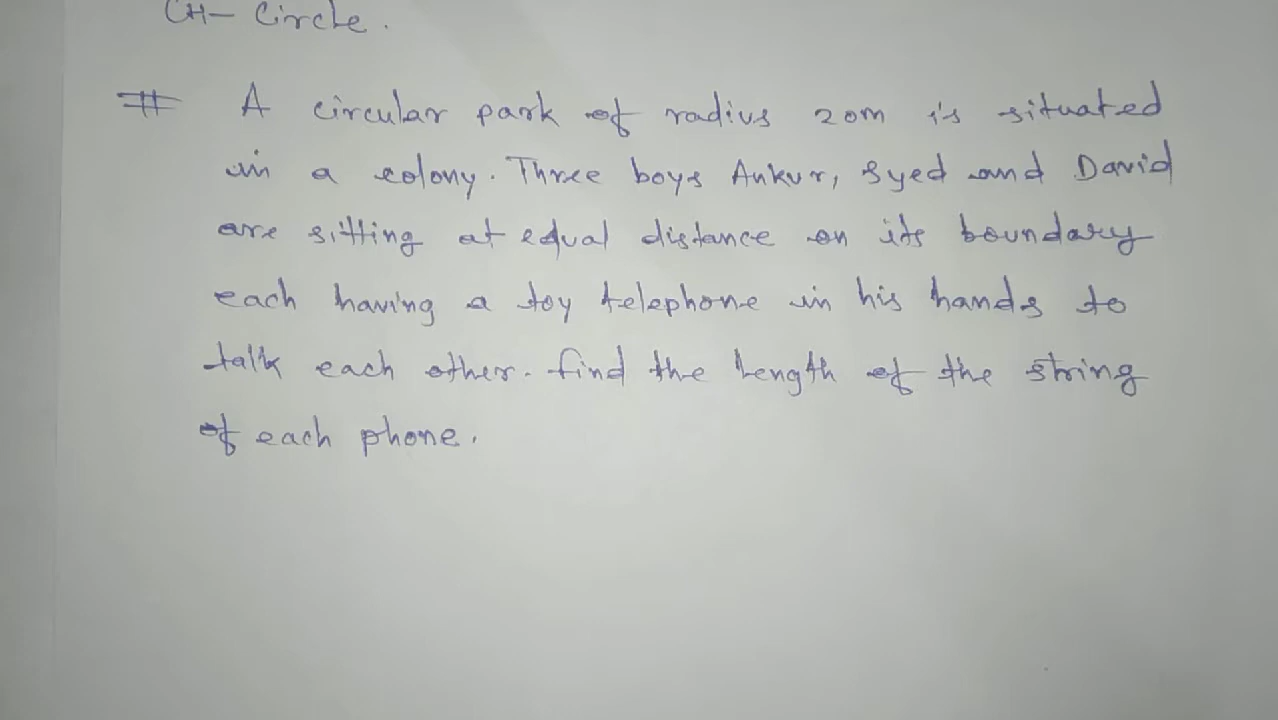 CH- Circle.
# A circular park of radius 20m is situated
in a colony. Three boys Ankur, Syed and David
are sitting at equal distance on its boundary
each having a toy telephone in his hands to
talk each other. find the length of the string
of each phone.